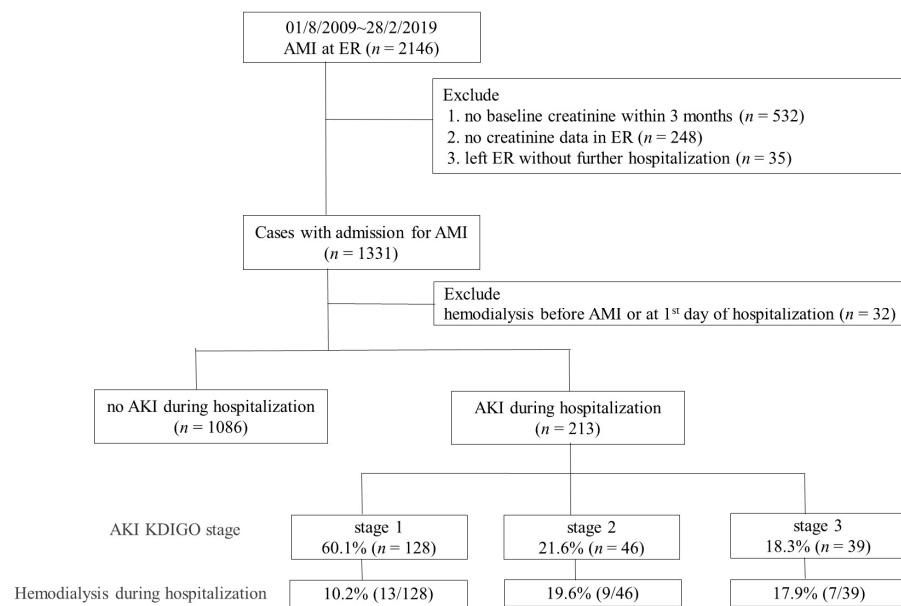 01/8/2009~28/2/2019
AMI at ER (n = 2146)
Exclude
1. no baseline creatinine within 3 months (n = 532)
2. no creatinine data in ER (n = 248)
3. left ER without further hospitalization (n = 35)
Cases with admission for AMI
(n = 1331)
Exclude
hemodialysis before AMI or at 1st day of hospitalization (n = 32)
no AKI during hospitalization
(n = 1086)
AKI during hospitalization
(n = 213)
AKI KDIGO stage
stage 1
60.1% (n = 128)
stage 2
21.6% (n = 46)
stage 3
18.3% (n = 39)
Hemodialysis during hospitalization
10.2% (13/128)
19.6% (9/46)
17.9% (7/39)